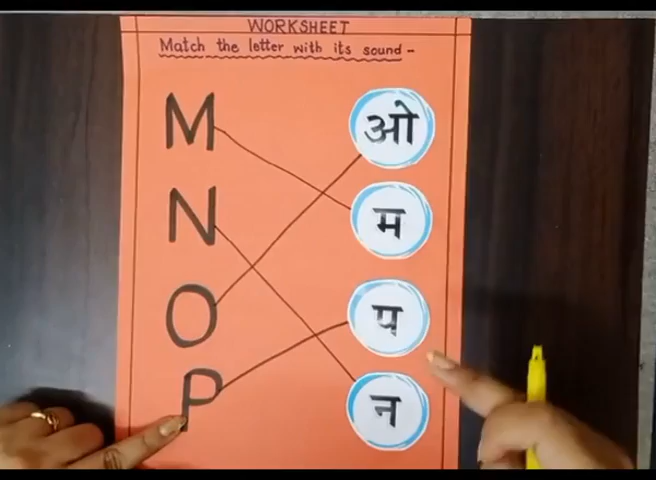 WORKSHEET
Match the letter with its sound -
M ओ
N म
O प
P न